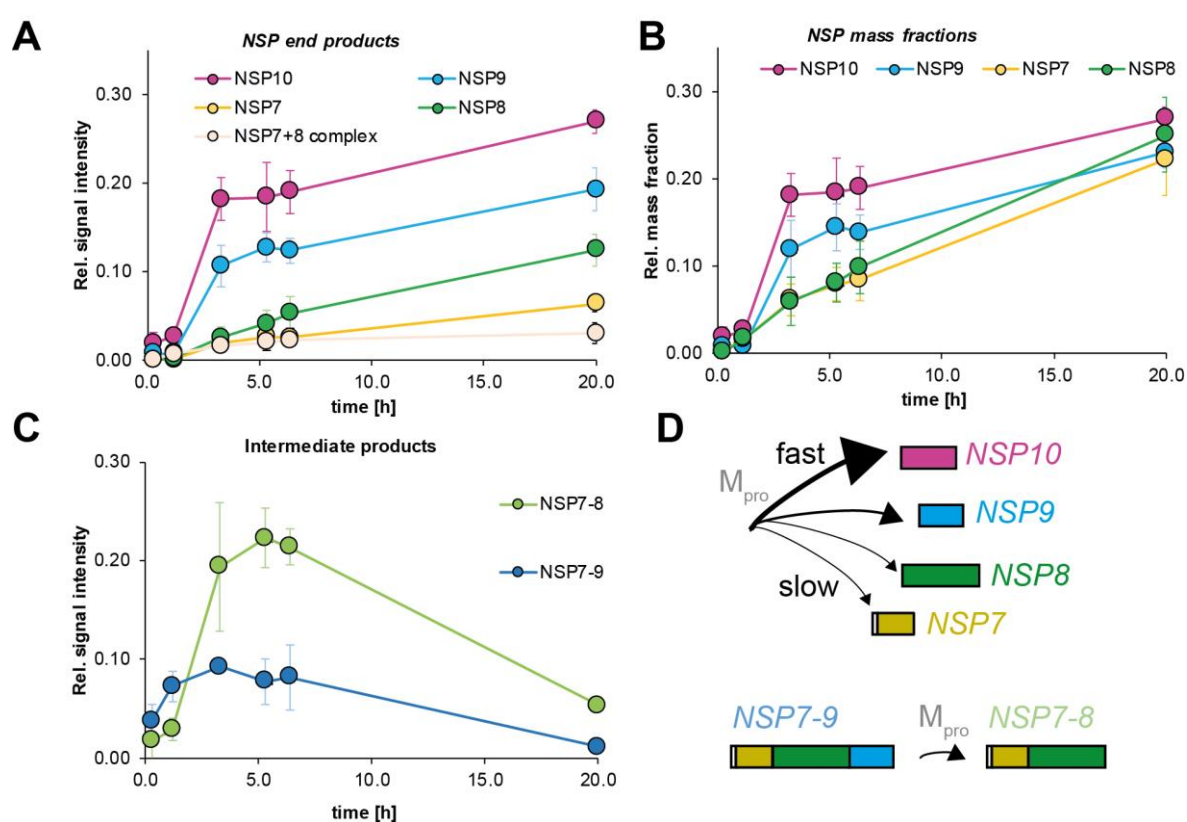 A
NSP end products
NSP10
NSP9
NSP7
NSP8
NSP7+8 complex
Rel. signal intensity
0.30
0.20
0.10
0.00
0.0
5.0
10.0
15.0
20.0
time [h]
B
NSP mass fractions
NSP10
NSP9
NSP7
NSP8
Rel. mass fraction
0.30
0.20
0.10
0.00
0.0
5.0
10.0
15.0
20.0
time [h]
C
Intermediate products
NSP7-8
NSP7-9
Rel. signal intensity
0.30
0.20
0.10
0.00
0.0
5.0
10.0
15.0
20.0
time [h]
D
fast
Mpro
slow
NSP10
NSP9
NSP8
NSP7
NSP7-9
Mpro
NSP7-8